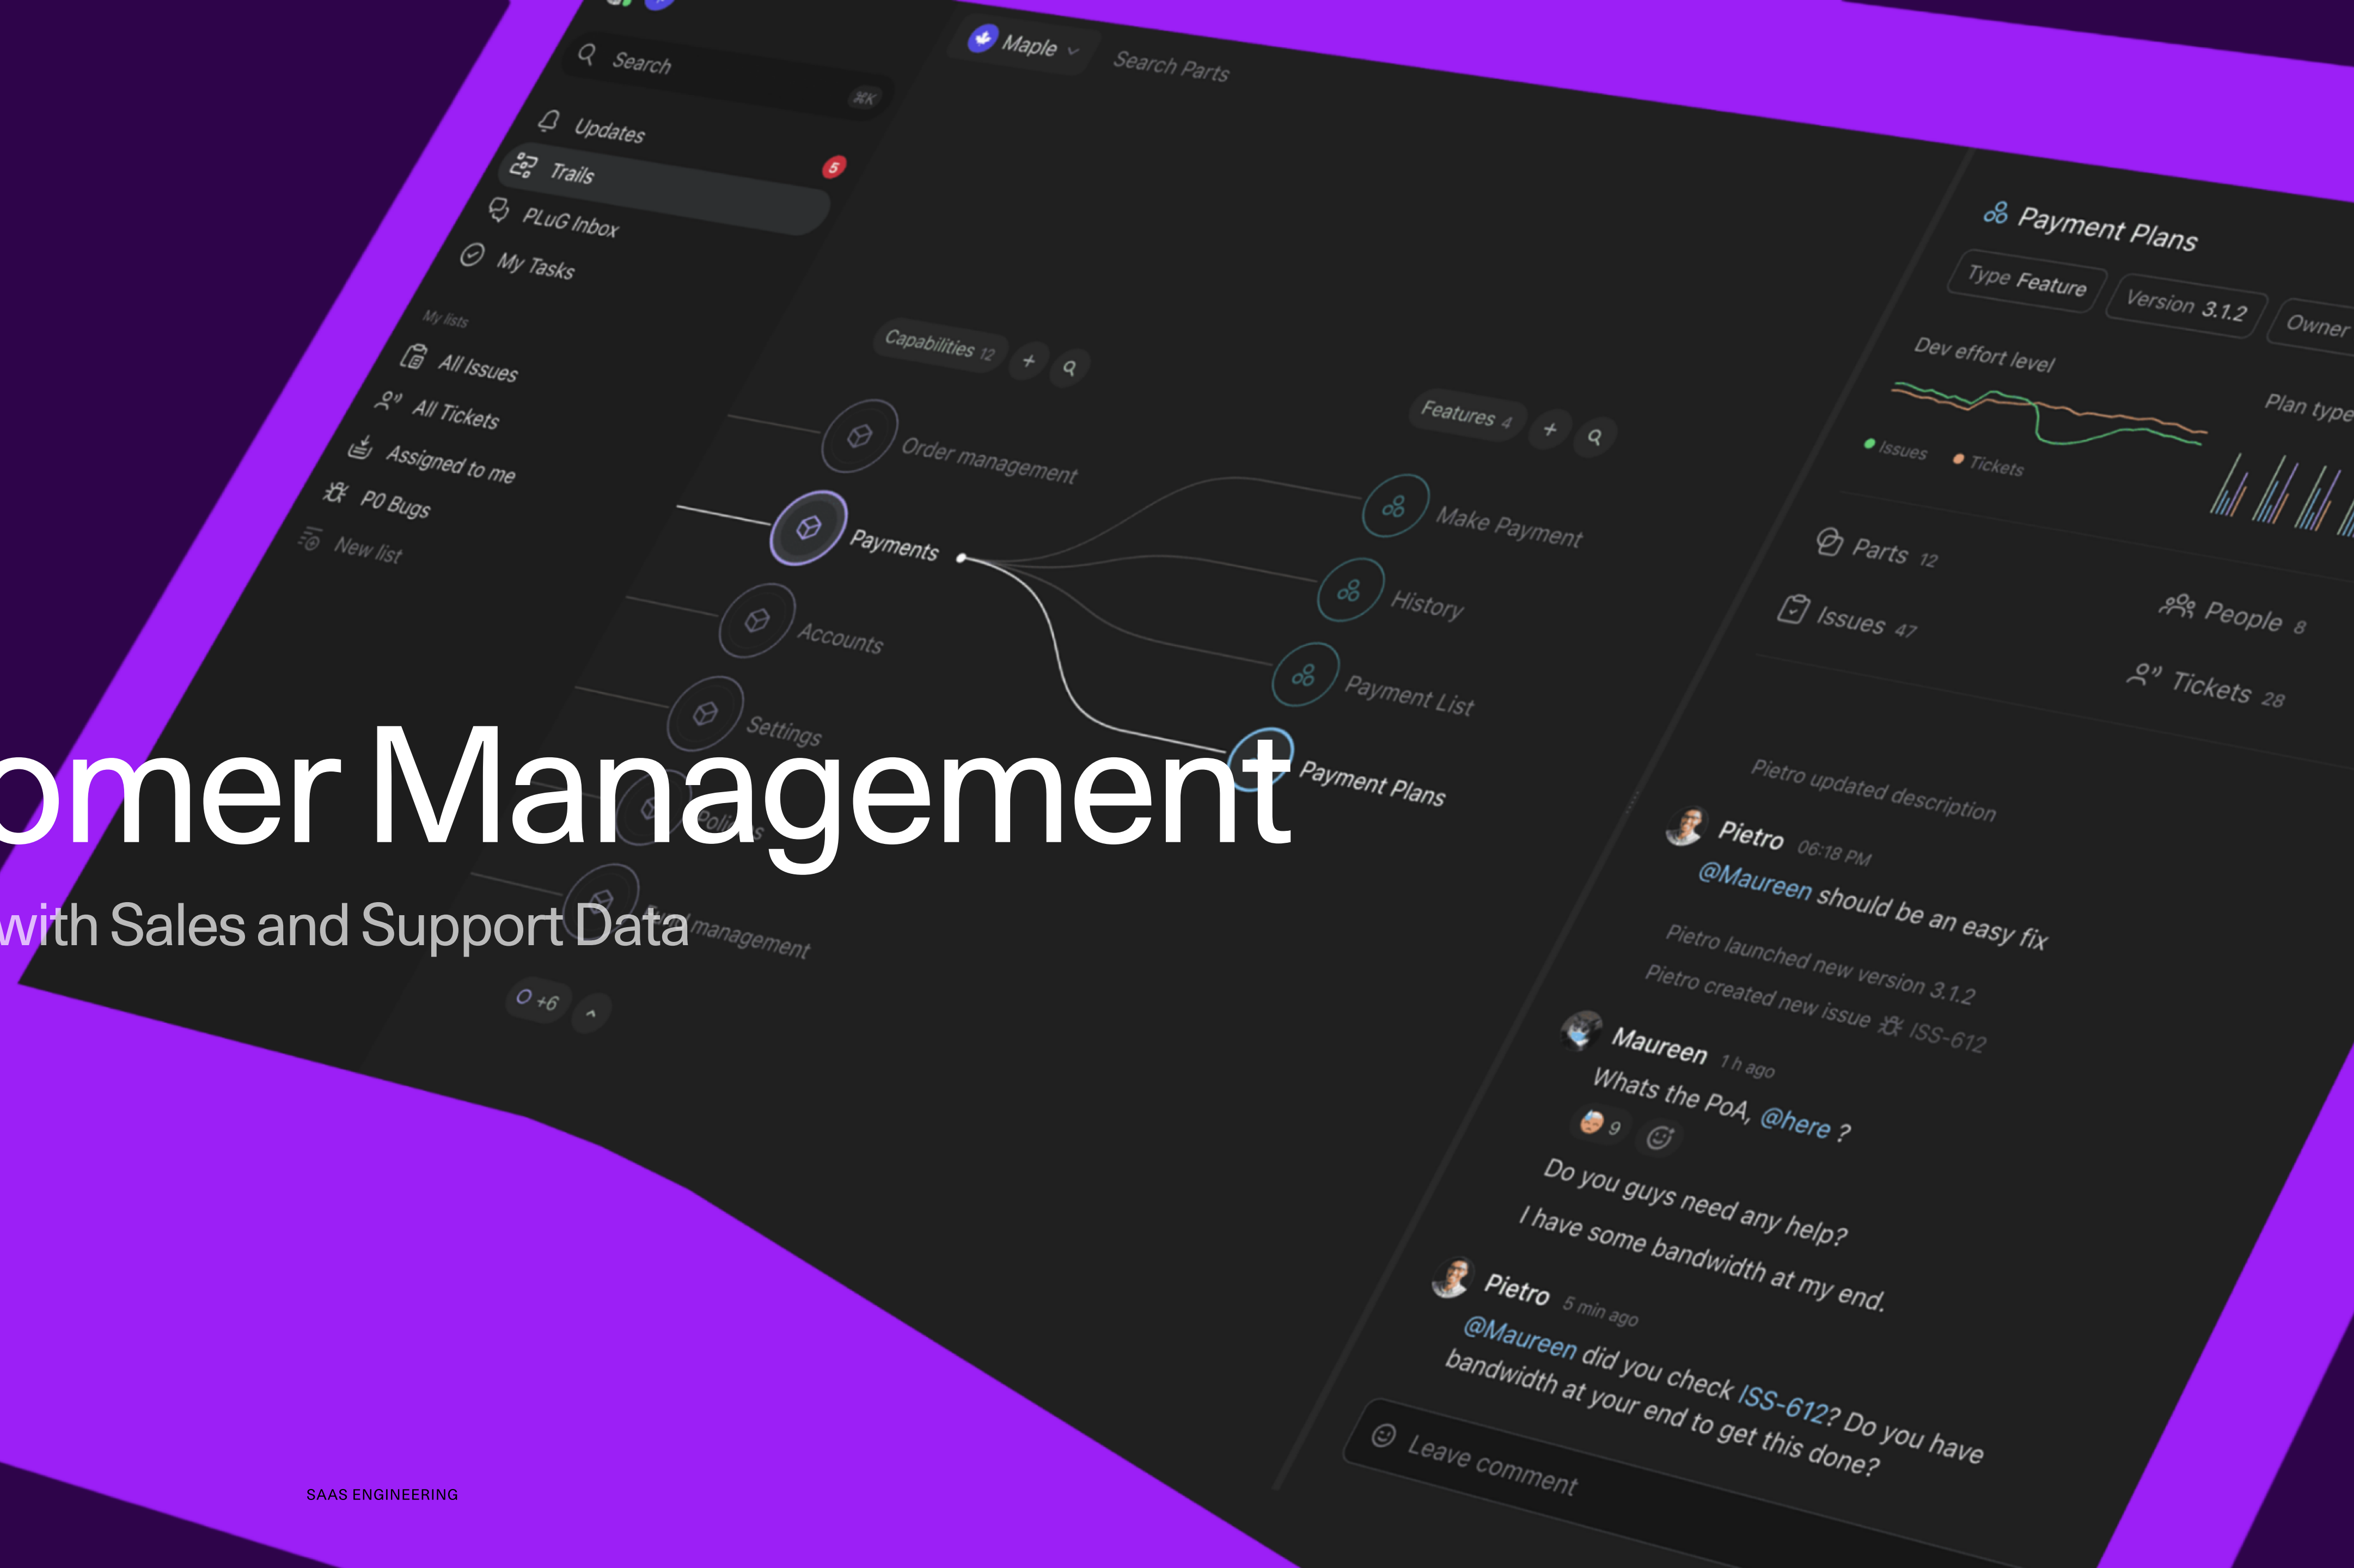 Search
⌘K
Updates
5
Trails
PLuG Inbox
My Tasks
My lists
All Issues
All Tickets
Assigned to me
P0 Bugs
New list
Maple
Search Parts
Capabilities 12
Order management
Payments
Accounts
Settings
management
+6
Features 4
Make Payment
History
Payment List
Payment Plans
omer Management
with Sales and Support Data
Payment Plans
Type Feature
Version 3.1.2
Owner
Dev effort level
Issues
Tickets
Plan type
Parts 12
People 8
Issues 47
Tickets 28
Pietro updated description
Pietro 06:18 PM
@Maureen should be an easy fix
Pietro launched new version 3.1.2
Pietro created new issue ISS-612
Maureen 1 h ago
Whats the PoA, @here ?
9
Do you guys need any help?
I have some bandwidth at my end.
Pietro 5 min ago
@Maureen did you check ISS-612? Do you have
bandwidth at your end to get this done?
Leave comment
SAAS ENGINEERING